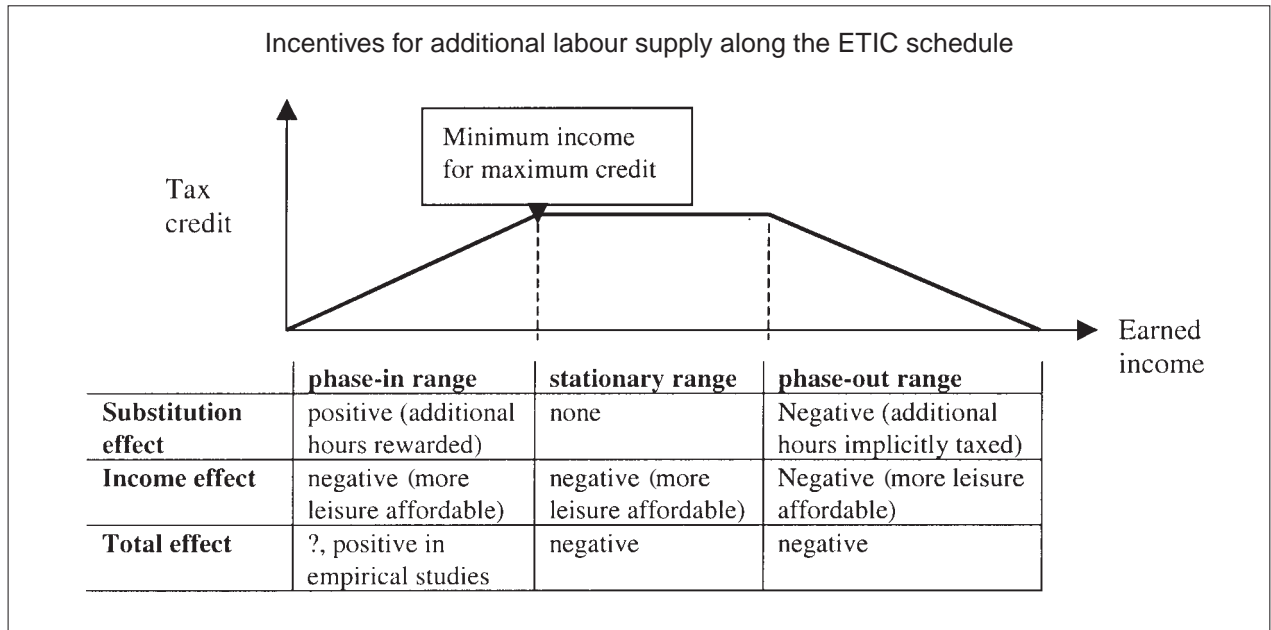 Incentives for additional labour supply along the ETIC schedule
Minimum income
for maximum credit
Tax
credit
Earned
income
phase-in range stationary range phase-out range
Substitution effect positive (additional hours rewarded) none Negative (additional hours implicitly taxed)
Income effect negative (more leisure affordable) negative (more leisure affordable) Negative (more leisure affordable)
Total effect ?, positive in empirical studies negative negative